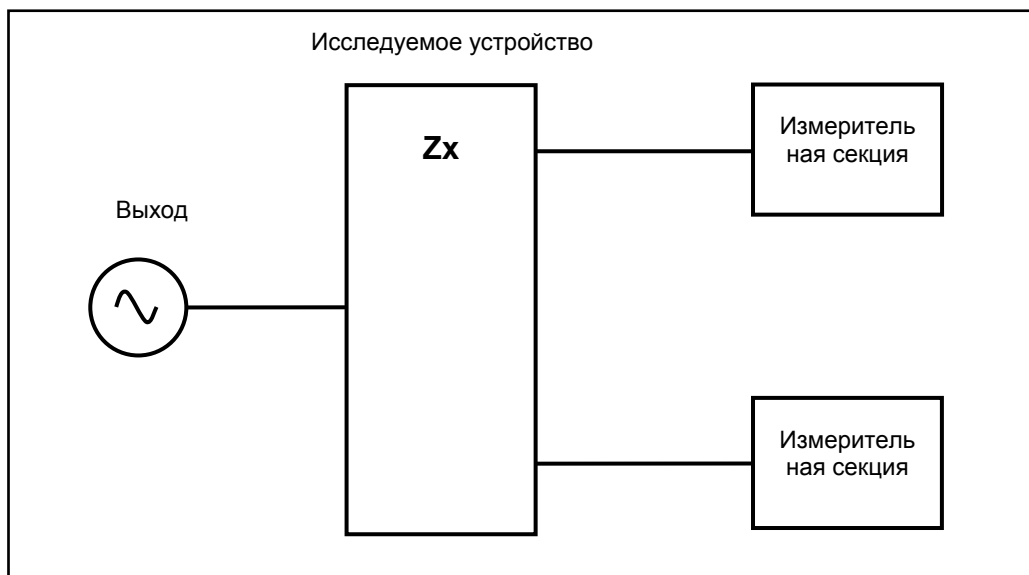 Исследуемое устройство
Zx
Измеритель
ная секция
Выход
Измеритель
ная секция